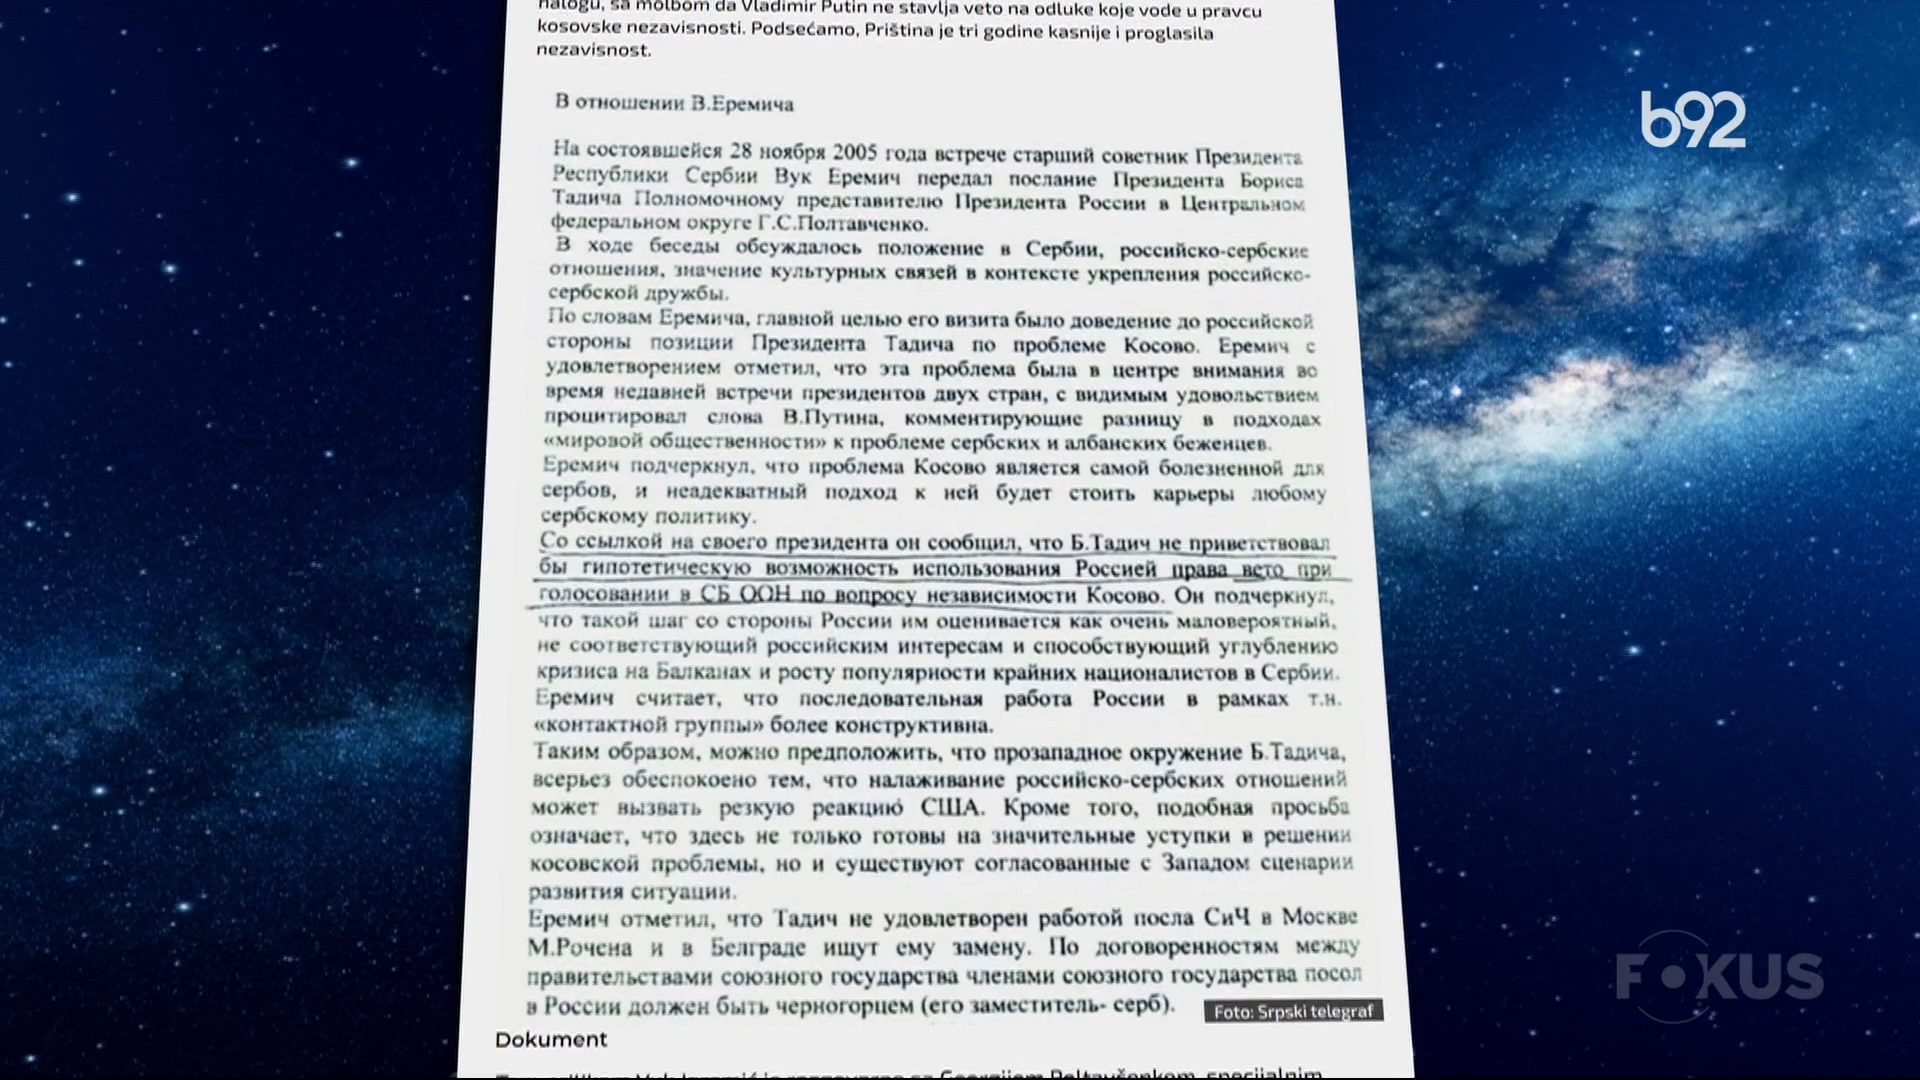 nalogu, sa molbom da Vladimir Putin ne stavlja veto na odluke koje vode u pravcu
kosovske nezavisnosti. Podsećamo, Priština je tri godine kasnije i proglasila
nezavisnost.
b92
В отношении В.Еремича
На состоявшейся 28 ноября 2005 года встрече старший советник Президента
Республики Сербии Вук Еремич передал послание Президента Бориса
Тадича Полномочному представителю Президента России в Центральном
федеральном округе Г.С.Полтавченко.
В ходе беседы обсуждалось положение в Сербии, российско-сербские
отношения, значение культурных связей в контексте укрепления российско-
сербской дружбы.
По словам Еремича, главной целью его визита было доведение до российской
стороны позиции Президента Тадича по проблеме Косово. Еремич с
удовлетворением отметил, что эта проблема была в центре внимания во
время недавней встречи президентов двух стран, с видимым удовольствием
процитировал слова В.Путина, комментирующие разницу в подходах
«мировой общественности» к проблеме сербских и албанских беженцев.
Еремич подчеркнул, что проблема Косово является самой болезненной для
сербов, и неадекватный подход к ней будет стоить карьеры любому
сербскому политику.
Со ссылкой на своего президента он сообщил, что Б.Тадич не приветствовал
бы гипотетическую возможность использования Россией права вето при
голосовании в СБ ООН по вопросу независимости Косово. Он подчеркнул,
что такой шаг со стороны России им оценивается как очень маловероятный,
не соответствующий российским интересам и способствующий углублению
кризиса на Балканах и росту популярности крайних националистов в Сербии.
Еремич считает, что последовательная работа России в рамках т.н.
«контактной группы» более конструктивна.
Таким образом, можно предположить, что прозападное окружение Б.Тадича,
всерьез обеспокоено тем, что налаживание российско-сербских отношений
может вызвать резкую реакцию США. Кроме того, подобная просьба
означает, что здесь не только готовы на значительные уступки в решении
косовской проблемы, но и существуют согласованные с Западом сценарии
развития ситуации.
Еремич отметил, что Тадич не удовлетворен работой посла СиЧ в Москве
М.Рочена и в Белграде ищут ему замену. По договоренностям между
правительствами союзного государства членами союзного государства посол
в России должен быть черногорцем (его заместитель- серб).
Foto: Srpski telegraf
FOKUS
Dokument